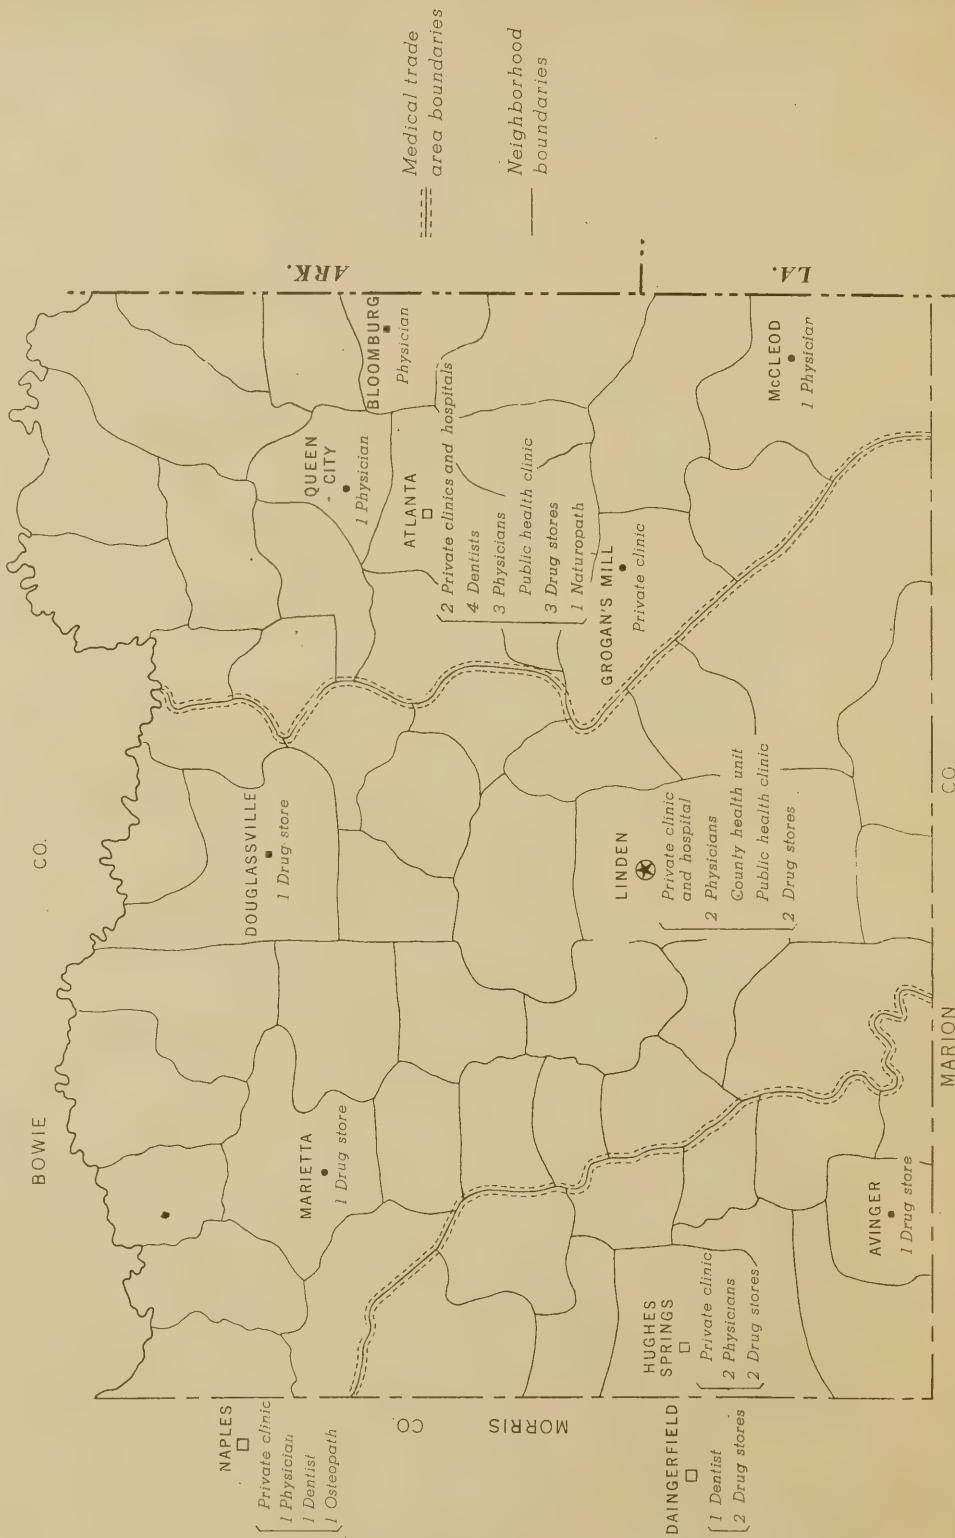 BOWIE
CO.
NAPLES
Private clinic
1 Physician
1 Dentist
1 Osteopath
MORRIS
CO.
MARIETTA
1 Drug store
DOUGLASSVILLE
1 Drug store
QUEEN
CITY
1 Physician
BLOOMBURG
Physician
ARK.
ATLANTA
2 Private clinics and hospitals
4 Dentists
3 Physicians
Public health clinic
3 Drug stores
1 Naturopath
GROGAN'S MILL
Private clinic
LINDEN
Private clinic
and hospital
2 Physicians
County health unit
Public health clinic
2 Drug stores
HUGHES
SPRINGS
Private clinic
2 Physicians
2 Drug stores
DAINGERFIELD
1 Dentist
2 Drug stores
AVINGER
1 Drug store
McCLEOD
1 Physician
LA.
MARION
CO.
Medical trade
area boundaries
Neighborhood
boundaries